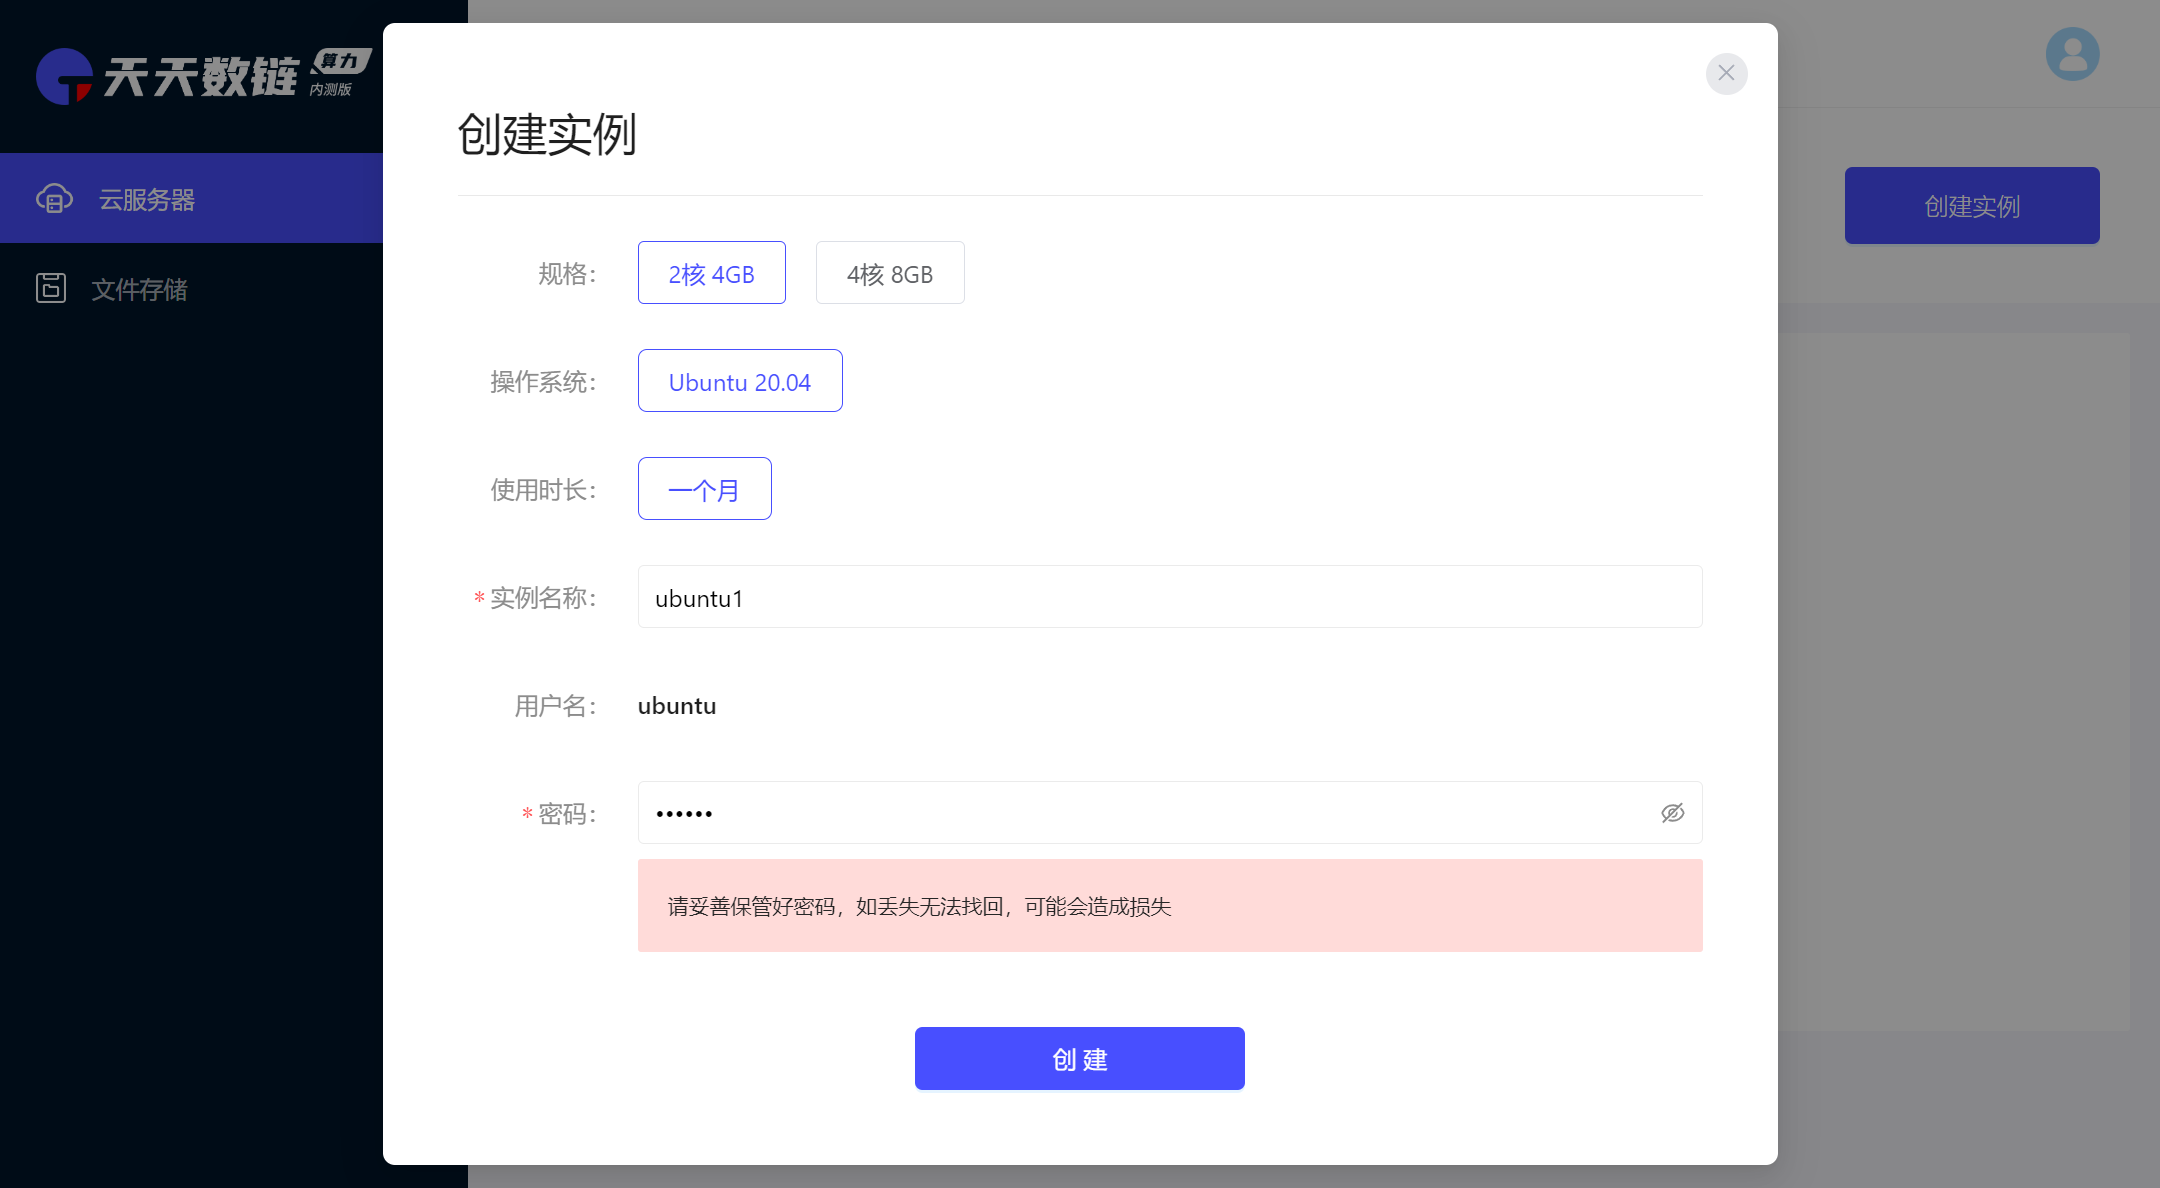 天天数链
算力
内测版
云服务器
文件存储
创建实例
创建实例
规格：
2核 4GB
4核 8GB
操作系统：
Ubuntu 20.04
使用时长：
一个月
* 实例名称：
ubuntu1
用户名：
ubuntu
* 密码：
••••••
请妥善保管好密码，如丢失无法找回，可能会造成损失
创 建